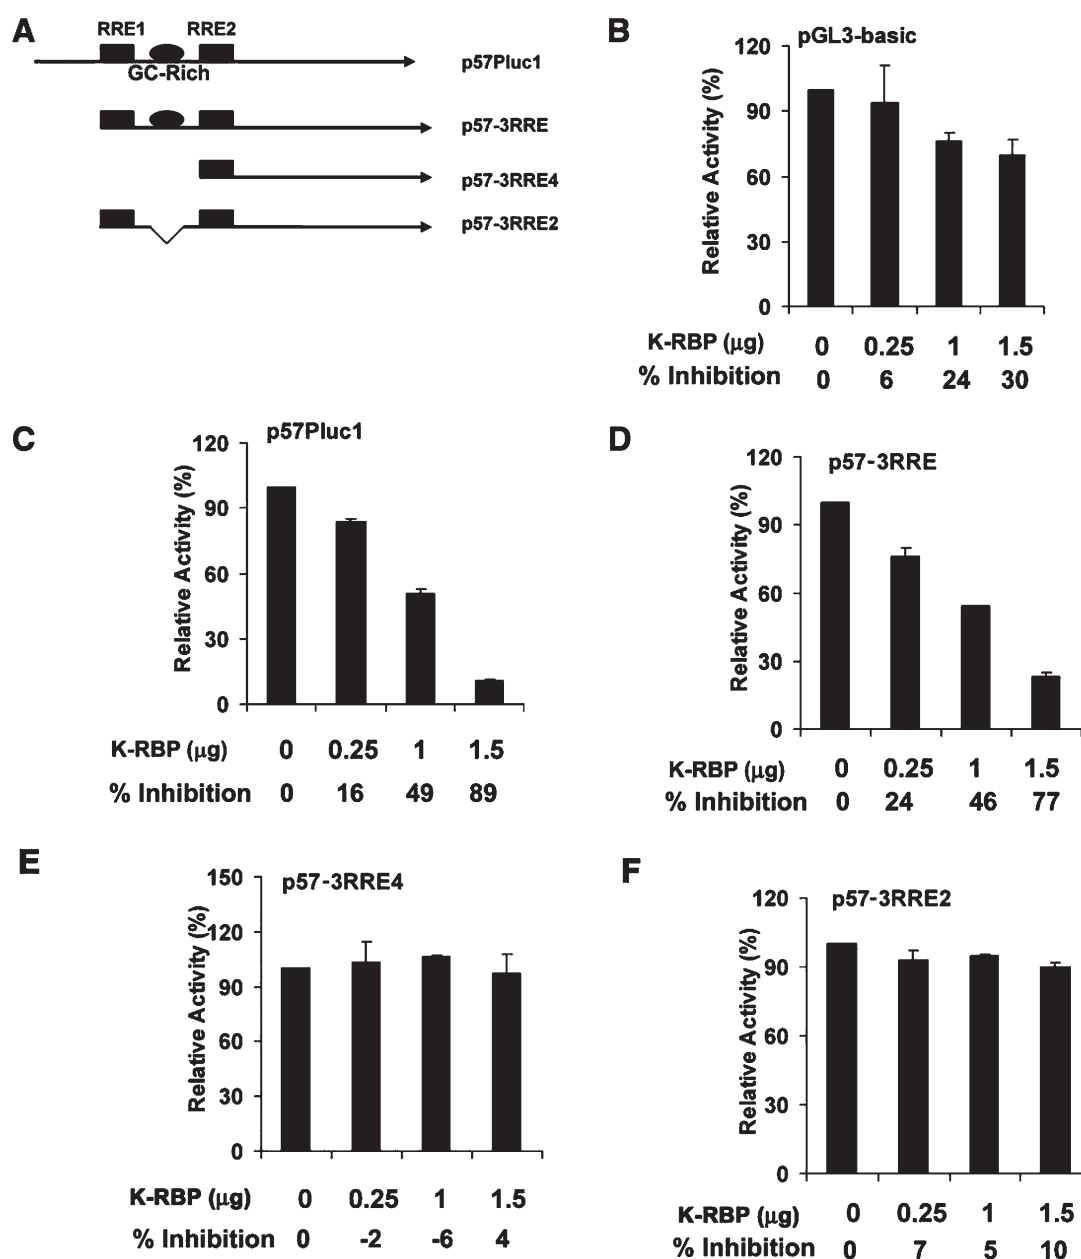 A
RRE1 RRE2
GC-Rich
p57Pluc1
p57-3RRE
p57-3RRE4
p57-3RRE2
B
pGL3-basic
Relative Activity (%)
120
90
60
30
0
K-RBP (μg) 0 0.25 1 1.5
% Inhibition 0 6 24 30
C
p57Pluc1
Relative Activity (%)
120
90
60
30
0
K-RBP (μg) 0 0.25 1 1.5
% Inhibition 0 16 49 89
D
p57-3RRE
Relative Activity (%)
120
90
60
30
0
K-RBP (μg) 0 0.25 1 1.5
% Inhibition 0 24 46 77
E
p57-3RRE4
Relative Activity (%)
150
120
90
60
30
0
K-RBP (μg) 0 0.25 1 1.5
% Inhibition 0 -2 -6 4
F
p57-3RRE2
Relative Activity (%)
120
90
60
30
0
K-RBP (μg) 0 0.25 1 1.5
% Inhibition 0 7 5 10